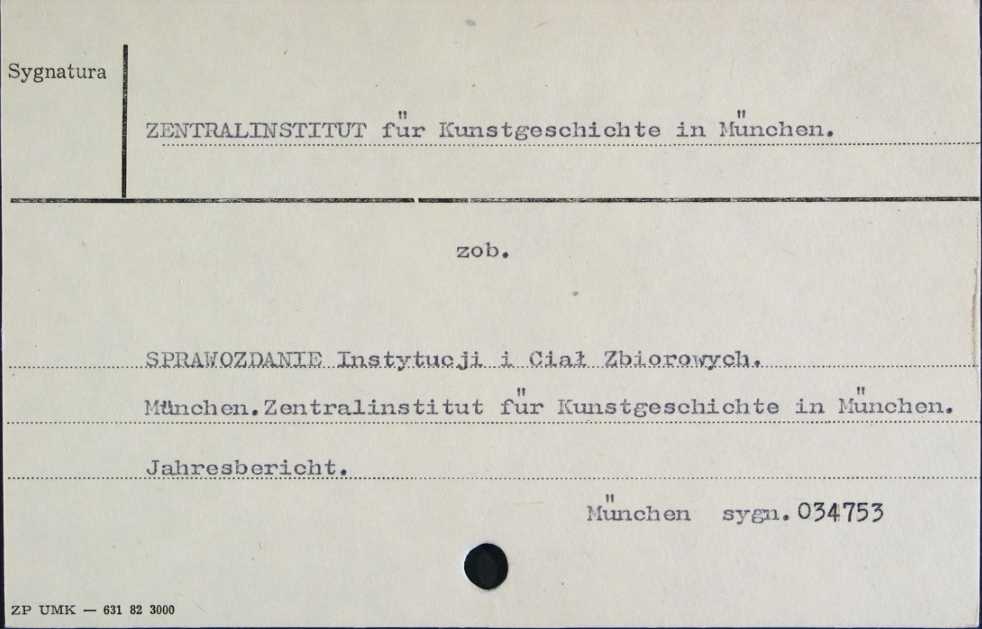 Sygnatura
ZENTRALINSTITUT für Kunstgeschichte in München.
zob.
SPRAWOZDANIE Instytucji i Ciał Zbiorowych.
München.Zentralinstitut für Kunstgeschichte in München.
Jahresbericht.
München sygn. 034753
ZP UMK — 631 82 3000